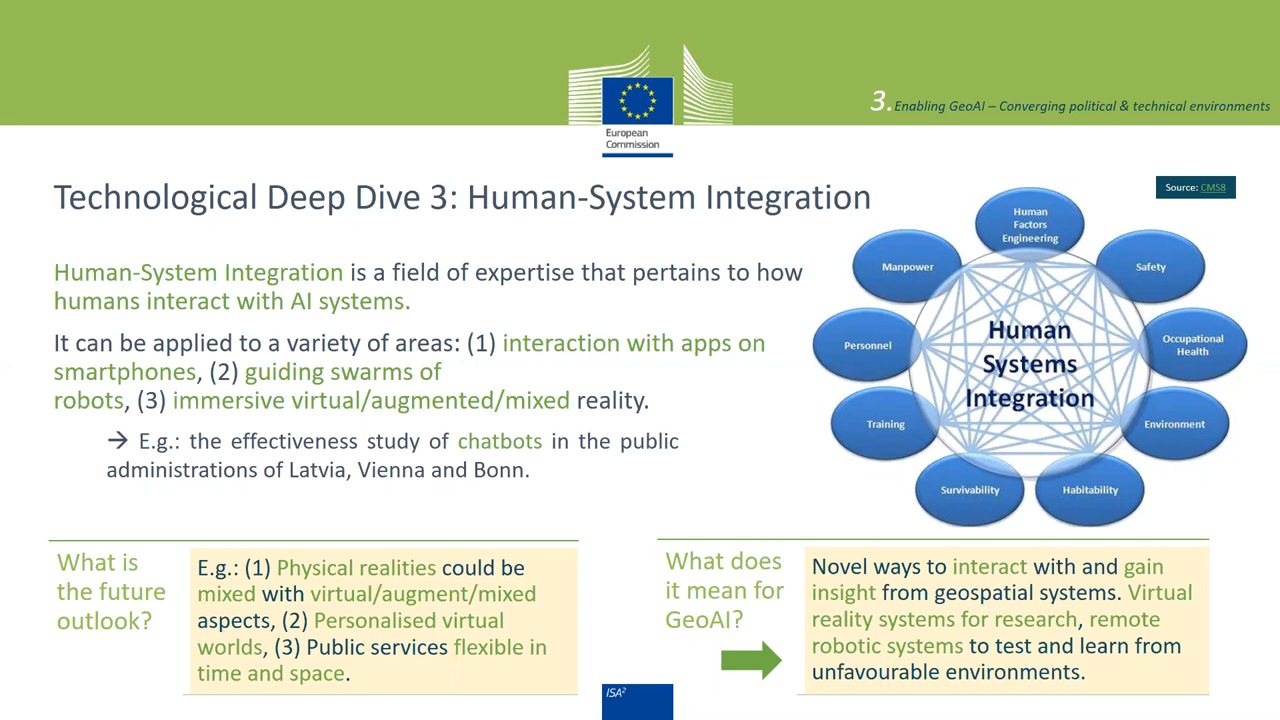 European
Commission
3. Enabling GeoAI – Converging political & technical environments
Technological Deep Dive 3: Human-System Integration
Source: CMS8
Human-System Integration is a field of expertise that pertains to how
humans interact with AI systems.
It can be applied to a variety of areas: (1) interaction with apps on
smartphones, (2) guiding swarms of
robots, (3) immersive virtual/augmented/mixed reality.
→ E.g.: the effectiveness study of chatbots in the public
administrations of Latvia, Vienna and Bonn.
Human
Factors
Engineering
Manpower
Safety
Personnel
Occupational
Health
Human
Systems
Integration
Training
Environment
Survivability
Habitability
What is
the future
outlook?
E.g.: (1) Physical realities could be
mixed with virtual/augment/mixed
aspects, (2) Personalised virtual
worlds, (3) Public services flexible in
time and space.
What does
it mean for
GeoAI?
Novel ways to interact with and gain
insight from geospatial systems. Virtual
reality systems for research, remote
robotic systems to test and learn from
unfavourable environments.
ISA²